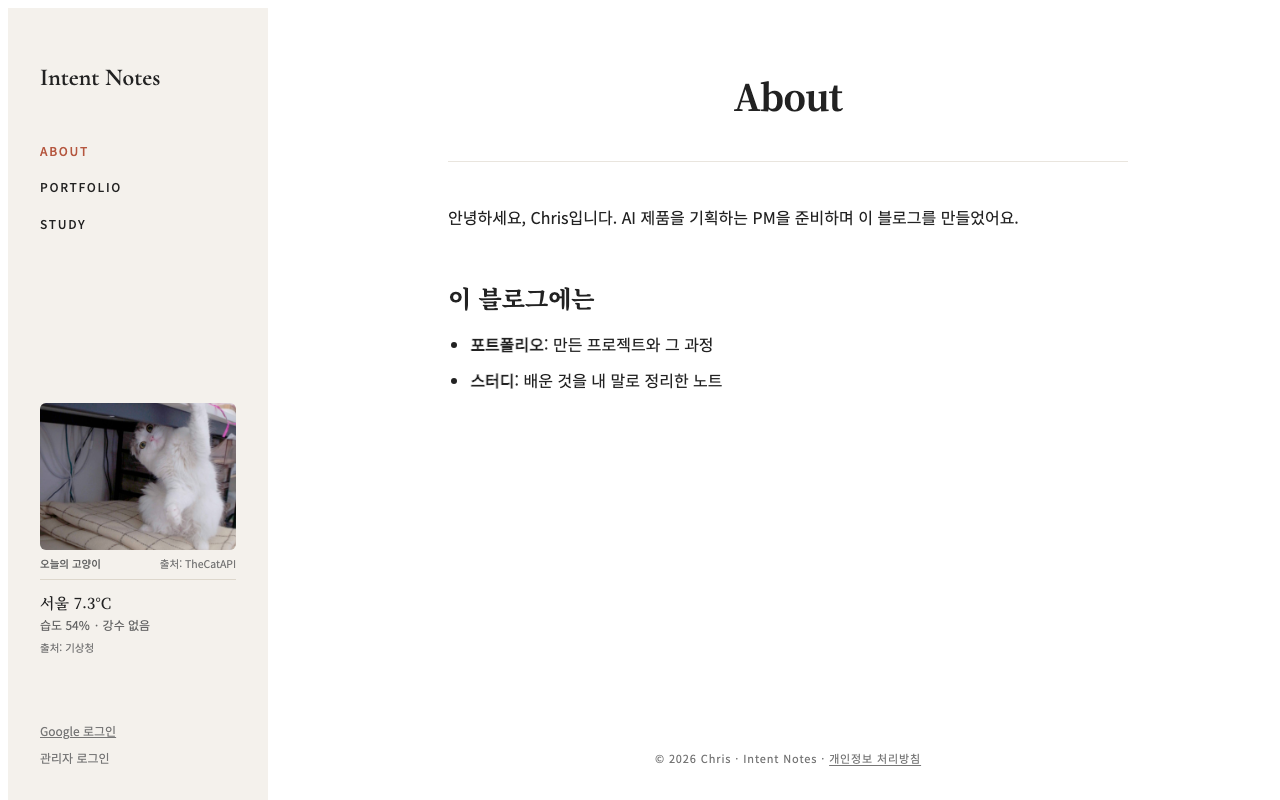 Intent Notes
ABOUT
PORTFOLIO
STUDY
오늘의 고양이 출처: TheCatAPI
서울 7.3°C
습도 54% · 강수 없음
출처: 기상청
Google 로그인
관리자 로그인
About
안녕하세요, Chris입니다. AI 제품을 기획하는 PM을 준비하며 이 블로그를 만들었어요.
이 블로그에는
포트폴리오: 만든 프로젝트와 그 과정
스터디: 배운 것을 내 말로 정리한 노트
© 2026 Chris · Intent Notes · 개인정보 처리방침